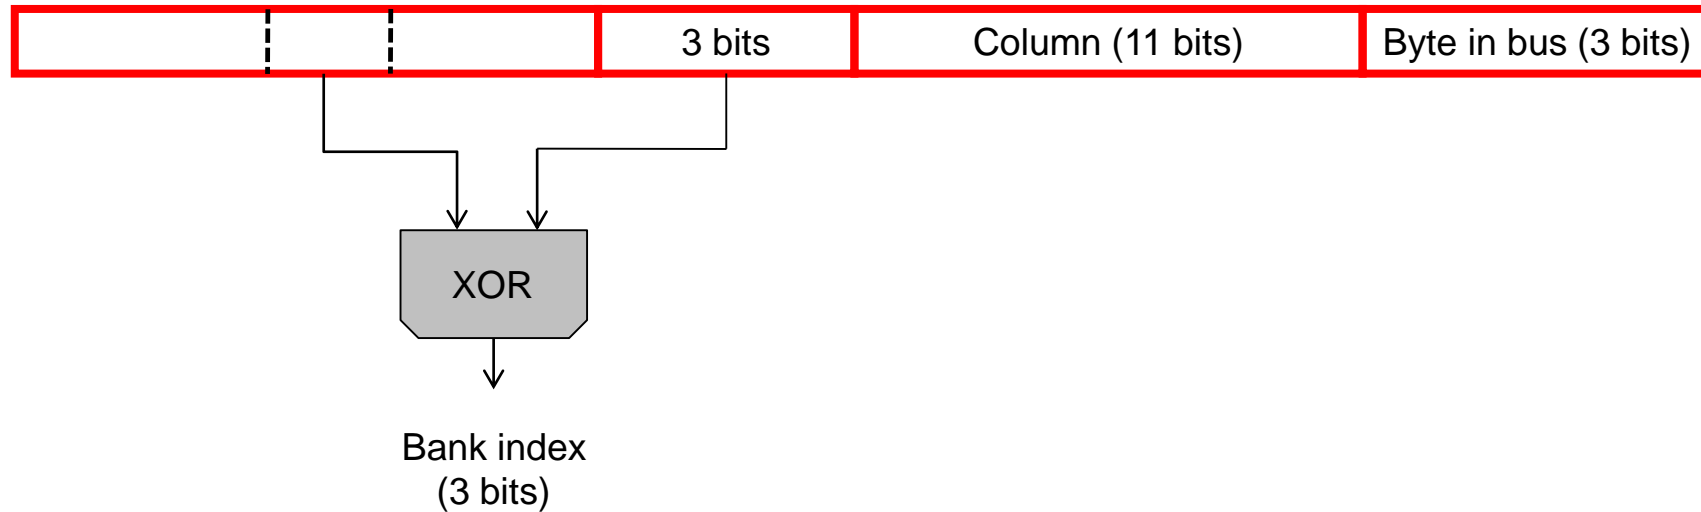 3 bits
Column (11 bits)
Byte in bus (3 bits)
XOR
Bank index
(3 bits)